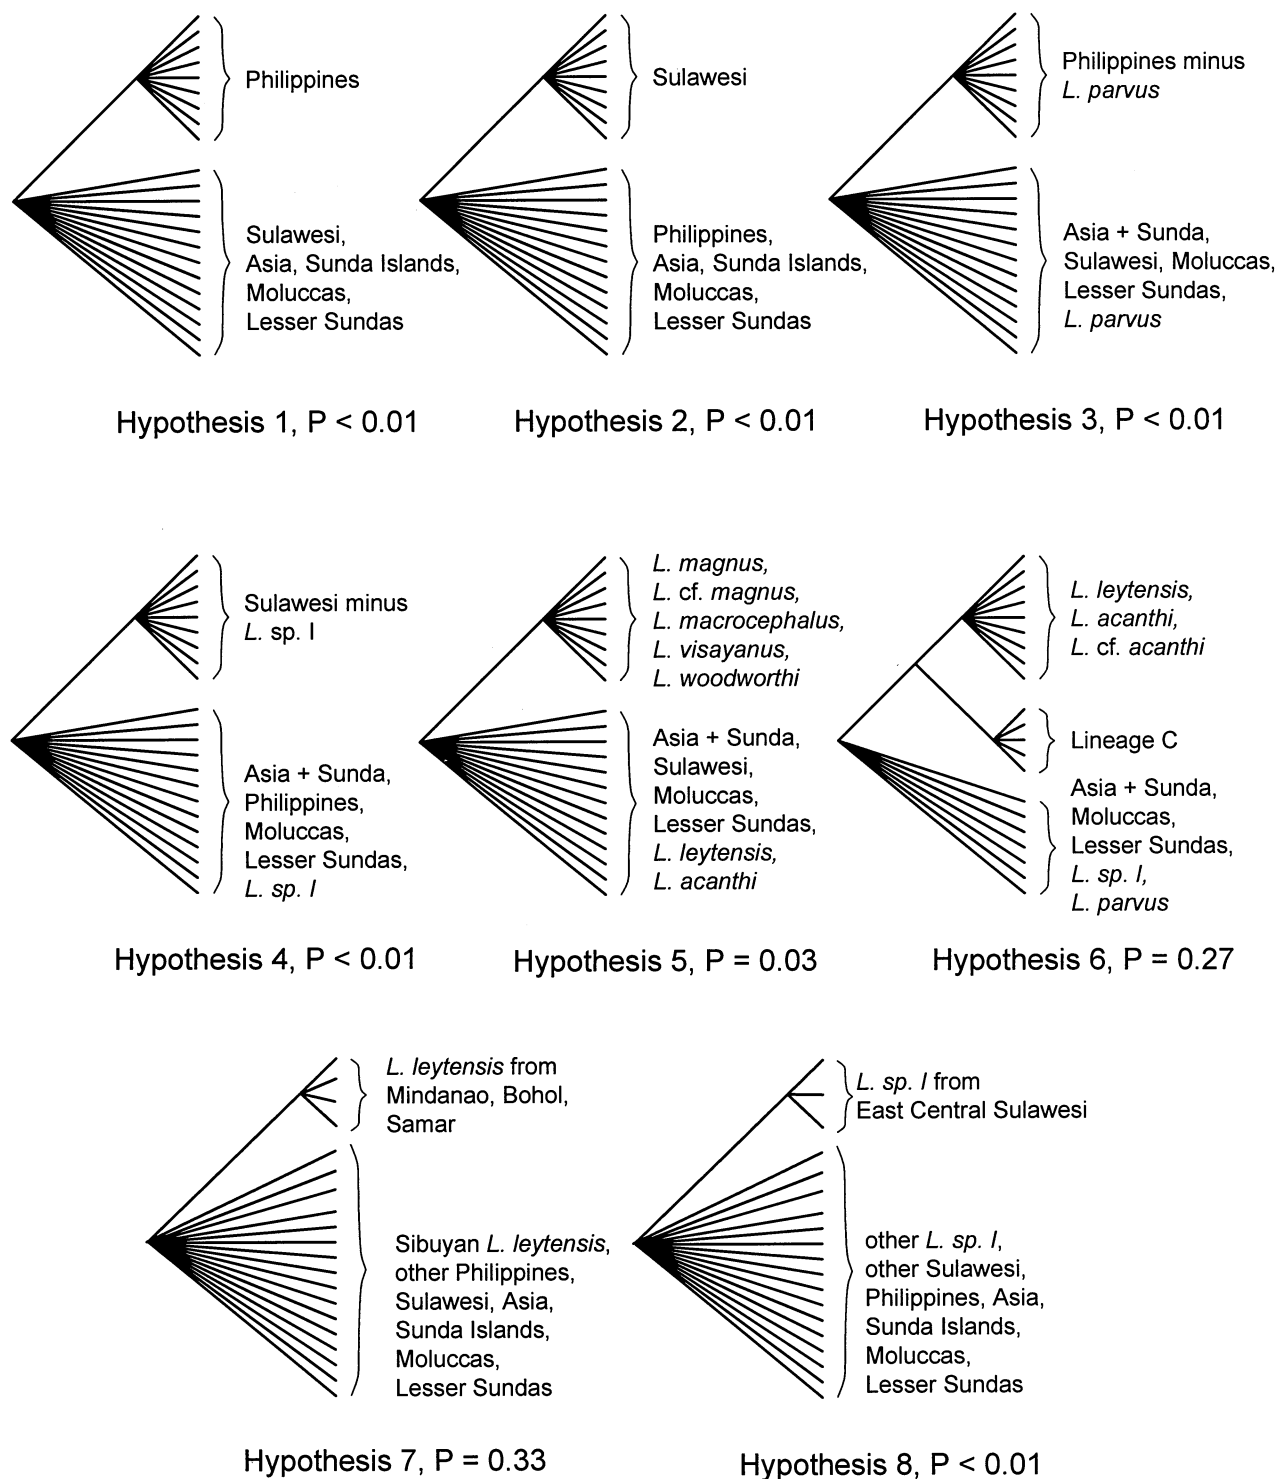 Philippines
Sulawesi,
Asia, Sunda Islands,
Moluccas,
Lesser Sundas
Hypothesis 1, P < 0.01
Sulawesi
Philippines,
Asia, Sunda Islands,
Moluccas,
Lesser Sundas
Hypothesis 2, P < 0.01
Philippines minus
L. parvus
Asia + Sunda,
Sulawesi, Moluccas,
Lesser Sundas,
L. parvus
Hypothesis 3, P < 0.01
Sulawesi minus
L. sp. I
Asia + Sunda,
Philippines,
Moluccas,
Lesser Sundas,
L. sp. I
Hypothesis 4, P < 0.01
L. magnus,
L. cf. magnus,
L. macrocephalus,
L. visayanus,
L. woodworthi
Asia + Sunda,
Sulawesi,
Moluccas,
Lesser Sundas,
L. leytensis,
L. acanthi
Hypothesis 5, P = 0.03
L. leytensis,
L. acanthi,
L. cf. acanthi
Lineage C
Asia + Sunda,
Moluccas,
Lesser Sundas,
L. sp. I,
L. parvus
Hypothesis 6, P = 0.27
L. leytensis from
Mindanao, Bohol,
Samar
Sibuyan L. leytensis,
other Philippines,
Sulawesi, Asia,
Sunda Islands,
Moluccas,
Lesser Sundas
Hypothesis 7, P = 0.33
L. sp. I from
East Central Sulawesi
other L. sp. I,
other Sulawesi,
Philippines, Asia,
Sunda Islands,
Moluccas,
Lesser Sundas
Hypothesis 8, P < 0.01